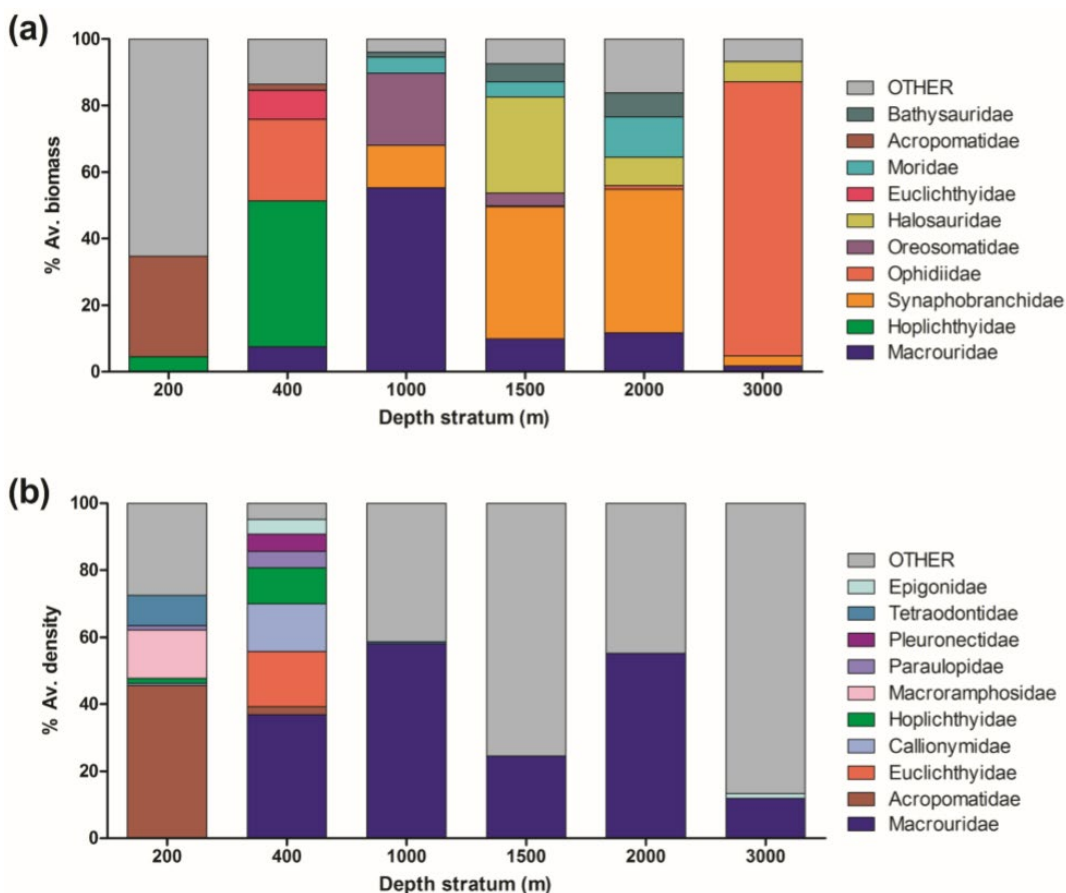 (a)
% Av. biomass
100
80
60
40
20
0
200 400 1000 1500 2000 3000
Depth stratum (m)
OTHER
Bathysauridae
Acropomatidae
Moridae
Euclichthyidae
Halosauridae
Oreosomatidae
Ophidiidae
Synaphobranchidae
Hoplichthyidae
Macrouridae
(b)
% Av. density
100
80
60
40
20
0
200 400 1000 1500 2000 3000
Depth stratum (m)
OTHER
Epigonidae
Tetraodontidae
Pleuronectidae
Paraulopidae
Macroramphosidae
Hoplichthyidae
Callionymidae
Euclichthyidae
Acropomatidae
Macrouridae